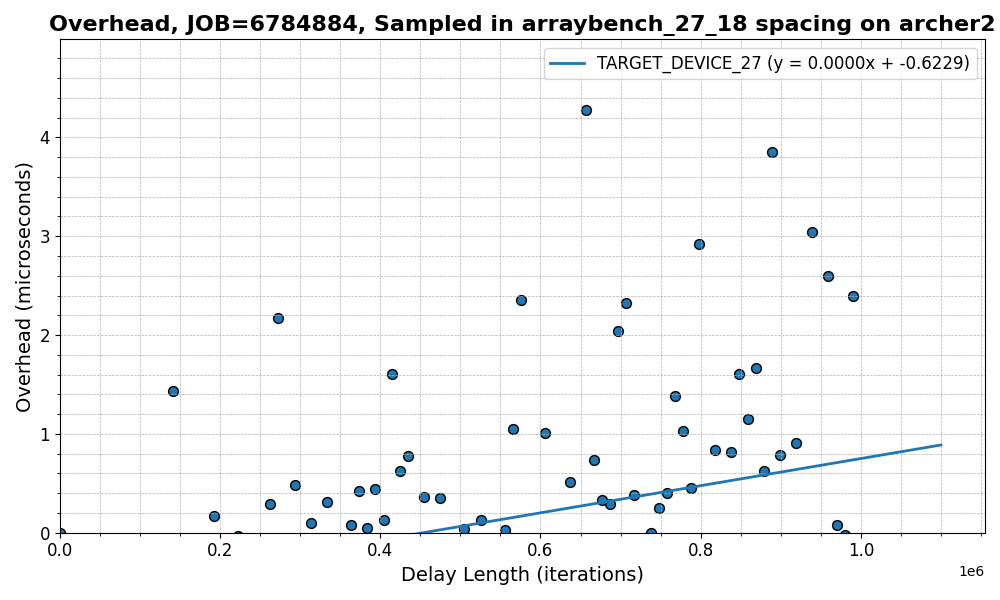 Overhead, JOB=6784884, Sampled in arraybench_27_18 spacing on archer2
TARGET_DEVICE_27 (y = 0.0000x + -0.6229)
Overhead (microseconds)
4
3
2
1
0
0.0 0.2 0.4 0.6 0.8 1.0
1e6
Delay Length (iterations)